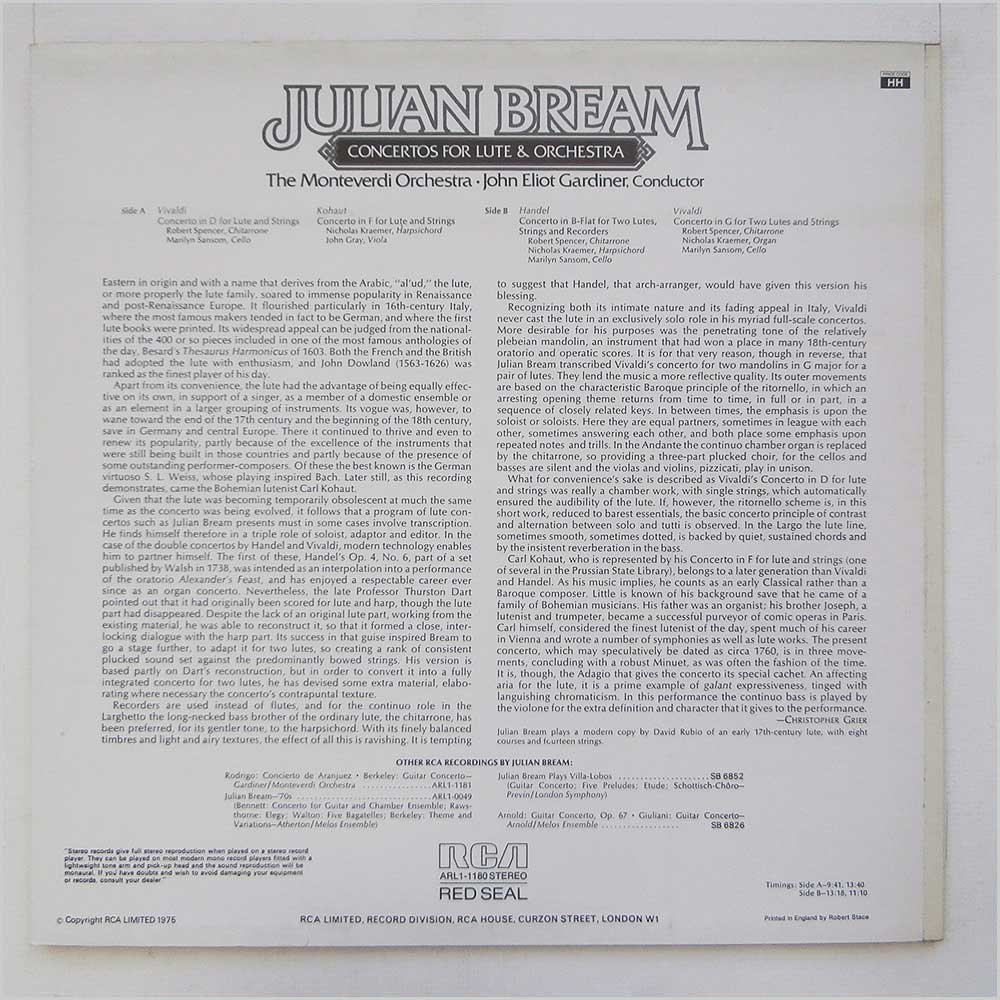 PRICE CODE
HH
JULIAN BREAM
CONCERTOS FOR LUTE & ORCHESTRA
The Monteverdi Orchestra · John Eliot Gardiner, Conductor
Side A Vivaldi
Concerto in D for Lute and Strings
Robert Spencer, Chitarrone
Marilyn Sansom, Cello
Kohaut
Concerto in F for Lute and Strings
Nicholas Kraemer, Harpsichord
John Gray, Viola
Side B Handel
Concerto in B-Flat for Two Lutes,
Strings and Recorders
Robert Spencer, Chitarrone
Nicholas Kraemer, Harpsichord
Marilyn Sansom, Cello
Vivaldi
Concerto in G for Two Lutes and Strings
Robert Spencer, Chitarrone
Nicholas Kraemer, Organ
Marilyn Sansom, Cello
Eastern in origin and with a name that derives from the Arabic, "al'ud," the lute,
or more properly the lute family, soared to immense popularity in Renaissance
and post-Renaissance Europe. It flourished particularly in 16th-century Italy,
where the most famous makers tended in fact to be German, and where the first
lute books were printed. Its widespread appeal can be judged from the national-
ities of the 400 or so pieces included in one of the most famous anthologies of
the day, Besard's Thesaurus Harmonicus of 1603. Both the French and the British
had adopted the lute with enthusiasm, and John Dowland (1563-1626) was
ranked as the finest player of his day.
Apart from its convenience, the lute had the advantage of being equally effec-
tive on its own, in support of a singer, as a member of a domestic ensemble or
as an element in a larger grouping of instruments. Its vogue was, however, to
wane toward the end of the 17th century and the beginning of the 18th century,
save in Germany and central Europe. There it continued to thrive and even to
renew its popularity, partly because of the excellence of the instruments that
were still being built in those countries and partly because of the presence of
some outstanding performer-composers. Of these the best known is the German
virtuoso S. L. Weiss, whose playing inspired Bach. Later still, as this recording
demonstrates, came the Bohemian lutenist Carl Kohaut.
Given that the lute was becoming temporarily obsolescent at much the same
time as the concerto was being evolved, it follows that a program of lute con-
certos such as Julian Bream presents must in some cases involve transcription.
He finds himself therefore in a triple role of soloist, adaptor and editor. In the
case of the double concertos by Handel and Vivaldi, modern technology enables
him to partner himself. The first of these, Handel's Op. 4, No. 6, part of a set
published by Walsh in 1738, was intended as an interpolation into a performance
of the oratorio Alexander's Feast, and has enjoyed a respectable career ever
since as an organ concerto. Nevertheless, the late Professor Thurston Dart
pointed out that it had originally been scored for lute and harp, though the lute
part had disappeared. Despite the lack of an original lute part, working from the
existing material, he was able to reconstruct it, so that it formed a close, inter-
locking dialogue with the harp part. Its success in that guise inspired Bream to
go a stage further, to adapt it for two lutes, so creating a rank of consistent
plucked sound set against the predominantly bowed strings. His version is
based partly on Dart's reconstruction, but in order to convert it into a fully
integrated concerto for two lutes, he has devised some extra material, elabo-
rating where necessary the concerto's contrapuntal texture.
Recorders are used instead of flutes, and for the continuo role in the
Larghetto the long-necked bass brother of the ordinary lute, the chitarrone, has
been preferred, for its gentler tone, to the harpsichord. With its finely balanced
timbres and light and airy textures, the effect of all this is ravishing. It is tempting
to suggest that Handel, that arch-arranger, would have given this version his
blessing.
Recognizing both its intimate nature and its fading appeal in Italy, Vivaldi
never cast the lute in an exclusively solo role in his myriad full-scale concertos.
More desirable for his purposes was the penetrating tone of the relatively
plebeian mandolin, an instrument that had won a place in many 18th-century
oratorio and operatic scores. It is for that very reason, though in reverse, that
Julian Bream transcribed Vivaldi's concerto for two mandolins in G major for a
pair of lutes. They lend the music a more reflective quality. Its outer movements
are based on the characteristic Baroque principle of the ritornello, in which an
arresting opening theme returns from time to time, in full or in part, in a
sequence of closely related keys. In between times, the emphasis is upon the
soloist or soloists. Here they are equal partners, sometimes in league with each
other, sometimes answering each other, and both place some emphasis upon
repeated notes and trills. In the Andante the continuo chamber organ is replaced
by the chitarrone, so providing a three-part plucked choir, for the cellos and
basses are silent and the violas and violins, pizzicati, play in unison.
What for convenience's sake is described as Vivaldi's Concerto in D for lute
and strings was really a chamber work, with single strings, which automatically
ensured the audibility of the lute. If, however, the ritornello scheme is, in this
short work, reduced to barest essentials, the basic concerto principle of contrast
and alternation between solo and tutti is observed. In the Largo the lute line,
sometimes smooth, sometimes dotted, is backed by quiet, sustained chords and
by the insistent reverberation in the bass.
Carl Kohaut, who is represented by his Concerto in F for lute and strings (one
of several in the Prussian State Library), belongs to a later generation than Vivaldi
and Handel. As his music implies, he counts as an early Classical rather than a
Baroque composer. Little is known of his background save that he came of a
family of Bohemian musicians. His father was an organist; his brother, Joseph, a
lutenist and trumpeter, became a successful purveyor of comic operas in Paris.
Carl himself, considered the finest lutenist of the day, spent much of his career
in Vienna and wrote a number of symphonies as well as lute works. The present
concerto, which may speculatively be dated as circa 1760, is in three move-
ments, concluding with a robust Minuet, as was often the fashion of the time.
It is, though, the Adagio that gives the concerto its special cachet. An affecting
aria for the lute, it is a prime example of galant expressiveness, tinged with
languishing chromaticism. In this performance the continuo bass is played by
the violone for the extra definition and character that it gives to the performance.
—CHRISTOPHER GRIER
Julian Bream plays a modern copy by David Rubio of an early 17th-century lute, with eight
courses and fourteen strings.
OTHER RCA RECORDINGS BY JULIAN BREAM:
Rodrigo: Concierto de Aranjuez · Berkeley: Guitar Concerto—
Gardiner/Monteverdi Orchestra ................ARL1-1181
Julian Bream—'70s ................ARL1-0049
(Bennett: Concerto for Guitar and Chamber Ensemble; Raws-
thorne: Elegy; Walton: Five Bagatelles; Berkeley: Theme and
Variations—Atherton/Melos Ensemble)
Julian Bream Plays Villa-Lobos .................... SB 6852
(Guitar Concerto; Five Preludes; Etude; Schottisch-Chôro—
Previn/London Symphony)
Arnold: Guitar Concerto, Op. 67 · Giuliani: Guitar Concerto—
Arnold/Melos Ensemble ................ SB 6826
"Stereo records give full stereo reproduction when played on a stereo record
player. They can be played on most modern mono record players fitted with a
lightweight tone arm and pick-up head and the sound reproduction will be
monaural. If you have doubts and wish to avoid damaging your equipment
or records, consult your dealer."
RCA
ARL1-1180 STEREO
RED SEAL
Timings: Side A-9:41, 13:40
Side B-13:18, 11:10
© Copyright RCA LIMITED 1975
RCA LIMITED, RECORD DIVISION, RCA HOUSE, CURZON STREET, LONDON W1
Printed in England by Robert Stace